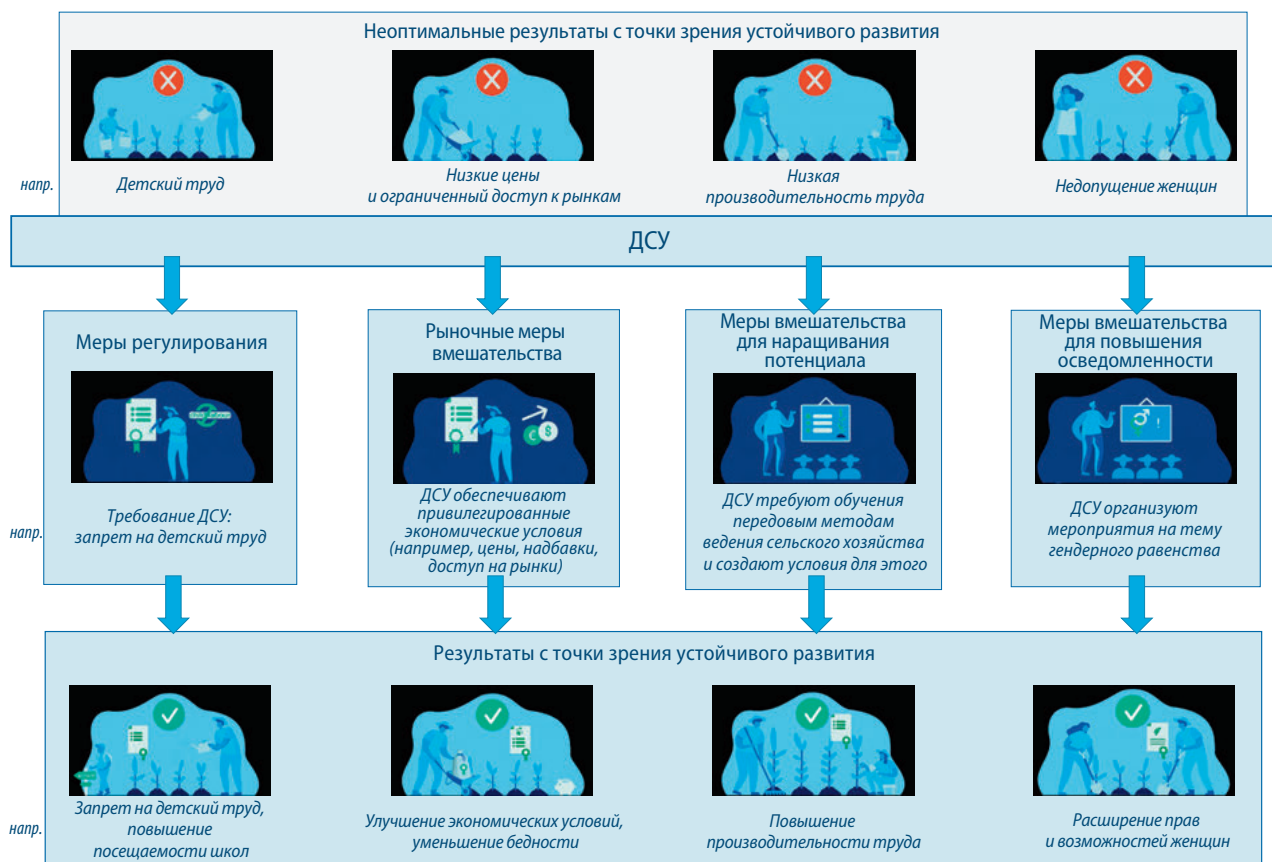 Неоптимальные результаты с точки зрения устойчивого развития
напр.
Детский труд
Низкие цены
и ограниченный доступ к рынкам
Низкая
производительность труда
Недопущение женщин
ДСУ
Меры регулирования
Рыночные меры
вмешательства
Меры вмешательства
для наращивания
потенциала
Меры вмешательства
для повышения
осведомленности
напр.
Требование ДСУ:
запрет на детский труд
ДСУ обеспечивают
привилегированные
экономические условия
(например, цены, надбавки,
доступ на рынки)
ДСУ требуют обучения
передовым методам
ведения сельского хозяйства
и создают условия для этого
ДСУ организуют
мероприятия на тему
гендерного равенства
Результаты с точки зрения устойчивого развития
напр.
Запрет на детский труд,
повышение
посещаемости школ
Улучшение экономических условий,
уменьшение бедности
Повышение
производительности труда
Расширение прав
и возможностей женщин